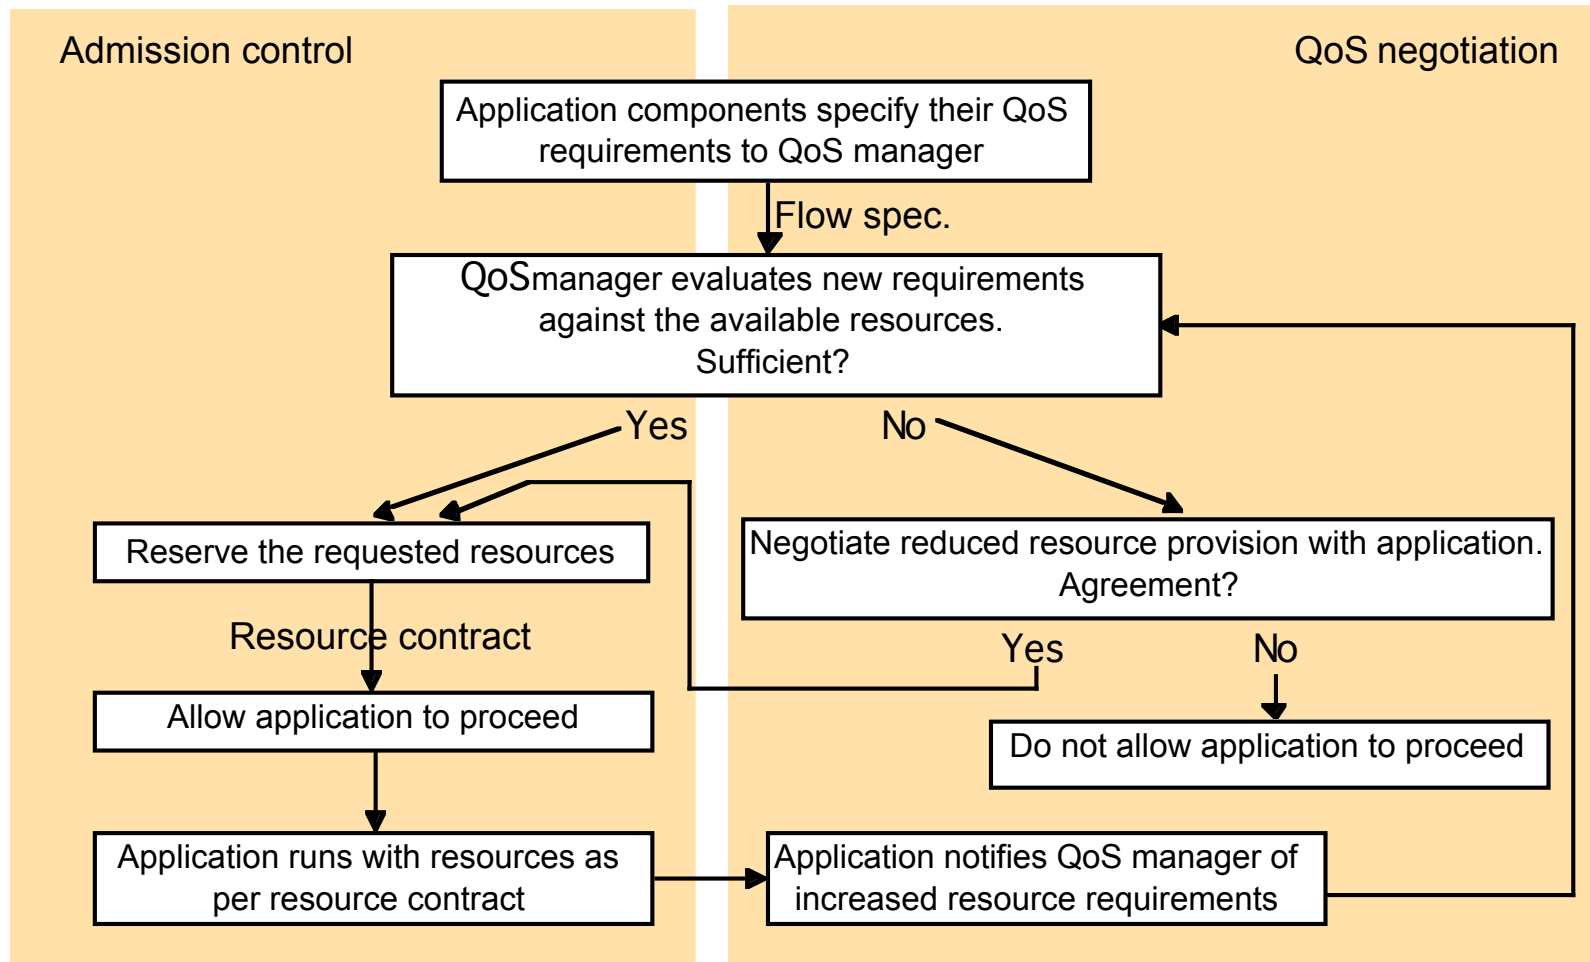 Admission control
QoS negotiation
Application components specify their QoS
requirements to QoS manager
Flow spec.
QoSmanager evaluates new requirements
against the available resources.
Sufficient?
Yes
No
Reserve the requested resources
Negotiate reduced resource provision with application.
Agreement?
Resource contract
Yes
No
Allow application to proceed
Do not allow application to proceed
Application runs with resources as
per resource contract
Application notifies QoS manager of
increased resource requirements